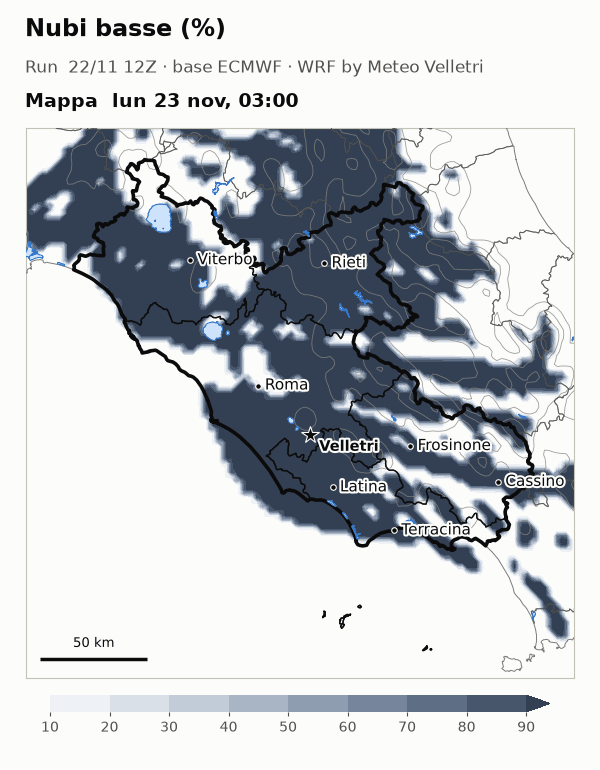 Nubi basse (%)
Run 22/11 12Z · base ECMWF · WRF by Meteo Velletri
Mappa lun 23 nov, 03:00
Viterbo
Rieti
Roma
Velletri
Frosinone
Cassino
Latina
Terracina
50 km
10 20 30 40 50 60 70 80 90